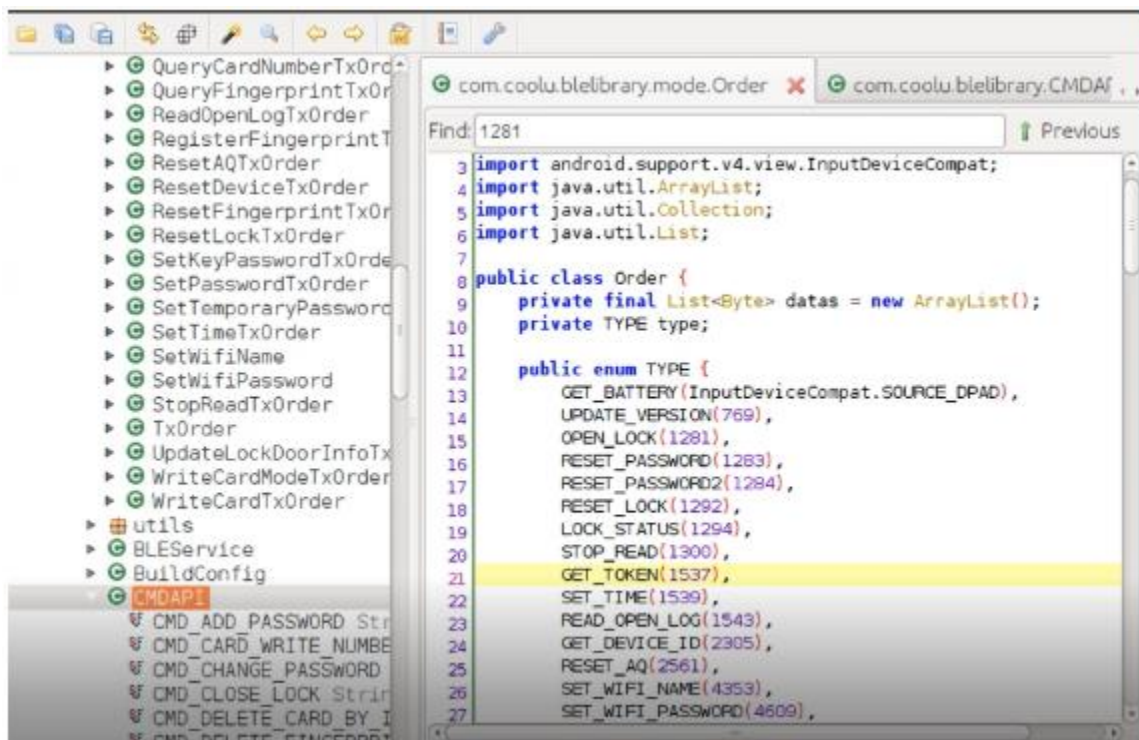 QueryCardNumberTxOrd
QueryFingerprintTxOr
ReadOpenLogTxOrder
RegisterFingerprintT
ResetAQTxOrder
ResetDeviceTxOrder
ResetFingerprintTxOr
ResetLockTxOrder
SetKeyPasswordTxOrde
SetPasswordTxOrder
SetTemporaryPassword
SetTimeTxOrder
SetWifiName
SetWifiPassword
StopReadTxOrder
TxOrder
UpdateLockDoorInfoTx
WriteCardModeTxOrder
WriteCardTxOrder
utils
BLEService
BuildConfig
CMDAPI
CMD_ADD_PASSWORD Str
CMD_CARD_WRITE_NUMBE
CMD_CHANGE_PASSWORD
CMD_CLOSE_LOCK Strin
CMD_DELETE_CARD_BY_I
CMD_DELETE_FINGERPRI
com.coolu.blelibrary.mode.Order com.coolu.blelibrary.CMDAP
Find: 1281 Previous
3 import android.support.v4.view.InputDeviceCompat;
4 import java.util.ArrayList;
5 import java.util.Collection;
6 import java.util.List;
7
8 public class Order {
9 private final List<Byte> datas = new ArrayList();
10 private TYPE type;
11
12 public enum TYPE {
13 GET_BATTERY(InputDeviceCompat.SOURCE_DPAD),
14 UPDATE_VERSION(769),
15 OPEN_LOCK(1281),
16 RESET_PASSWORD(1283),
17 RESET_PASSWORD2(1284),
18 RESET_LOCK(1292),
19 LOCK_STATUS(1294),
20 STOP_READ(1300),
21 GET_TOKEN(1537),
22 SET_TIME(1539),
23 READ_OPEN_LOG(1543),
24 GET_DEVICE_ID(2305),
25 RESET_AQ(2561),
26 SET_WIFI_NAME(4353),
27 SET_WIFI_PASSWORD(4609),